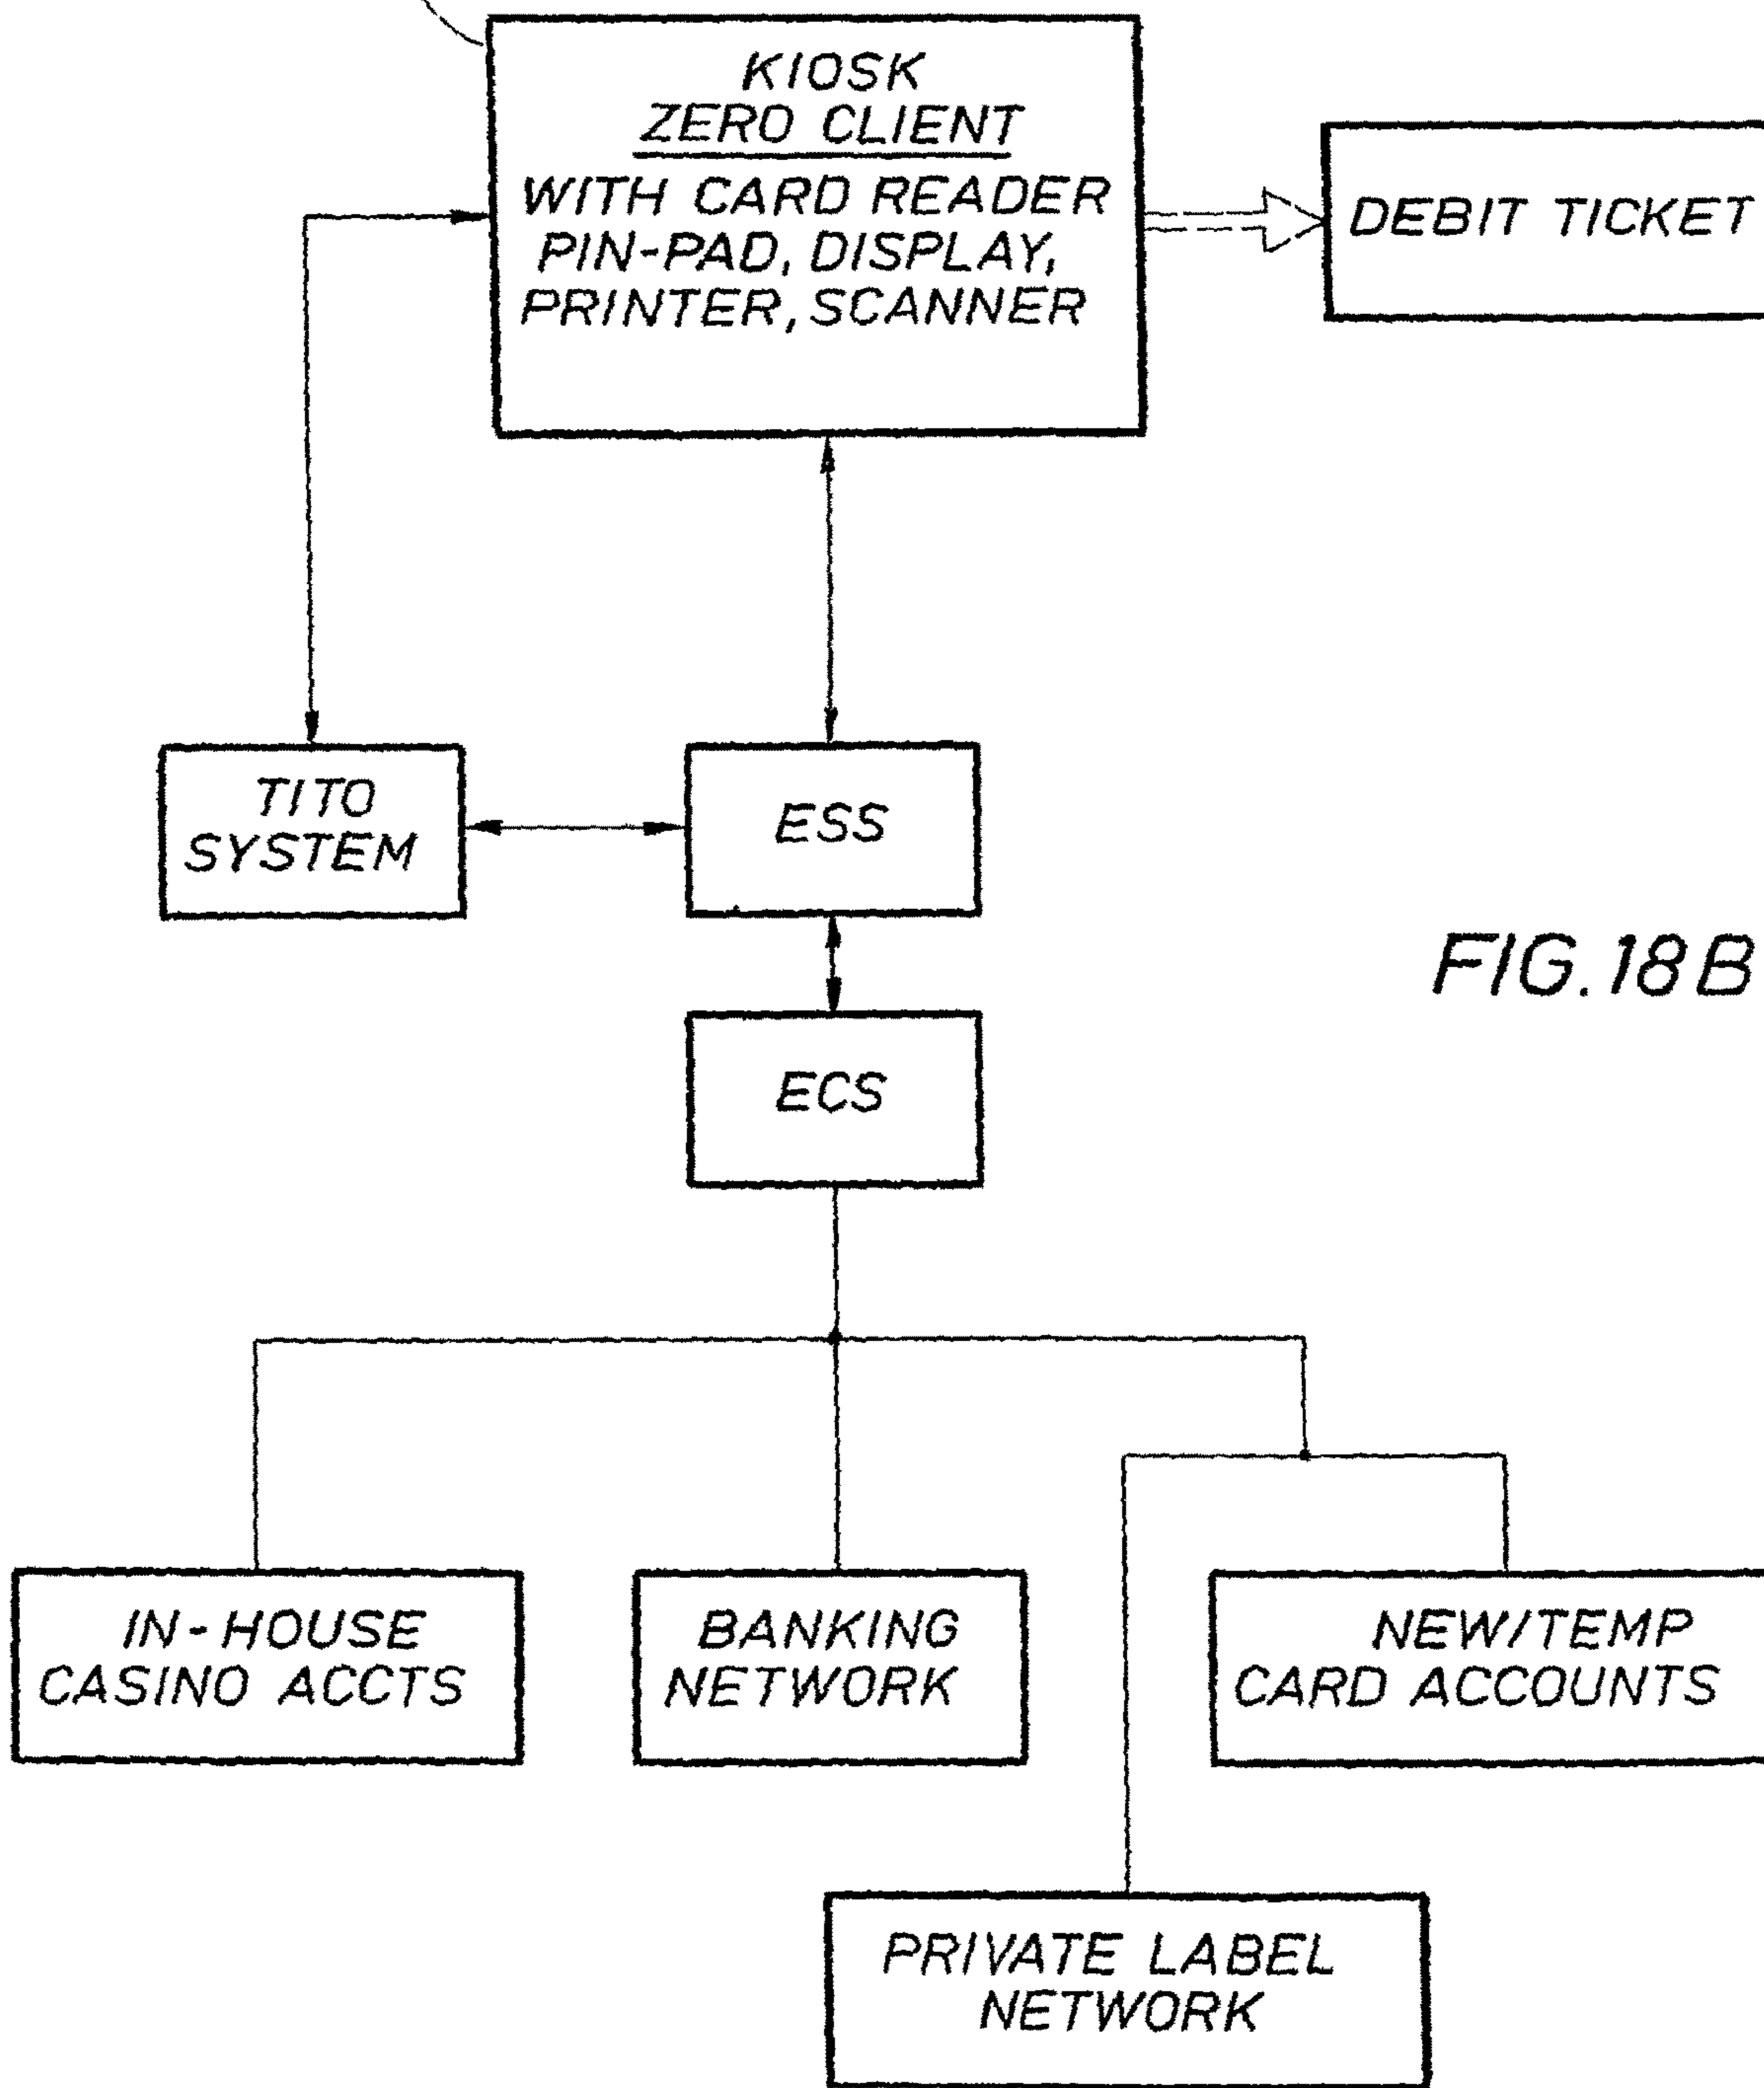 KIOSK
ZERO CLIENT
WITH CARD READER
PIN-PAD, DISPLAY,
PRINTER, SCANNER
DEBIT TICKET
TITO
SYSTEM
ESS
FIG. 18B
ECS
IN-HOUSE
CASINO ACCTS
BANKING
NETWORK
NEW/TEMP
CARD ACCOUNTS
PRIVATE LABEL
NETWORK